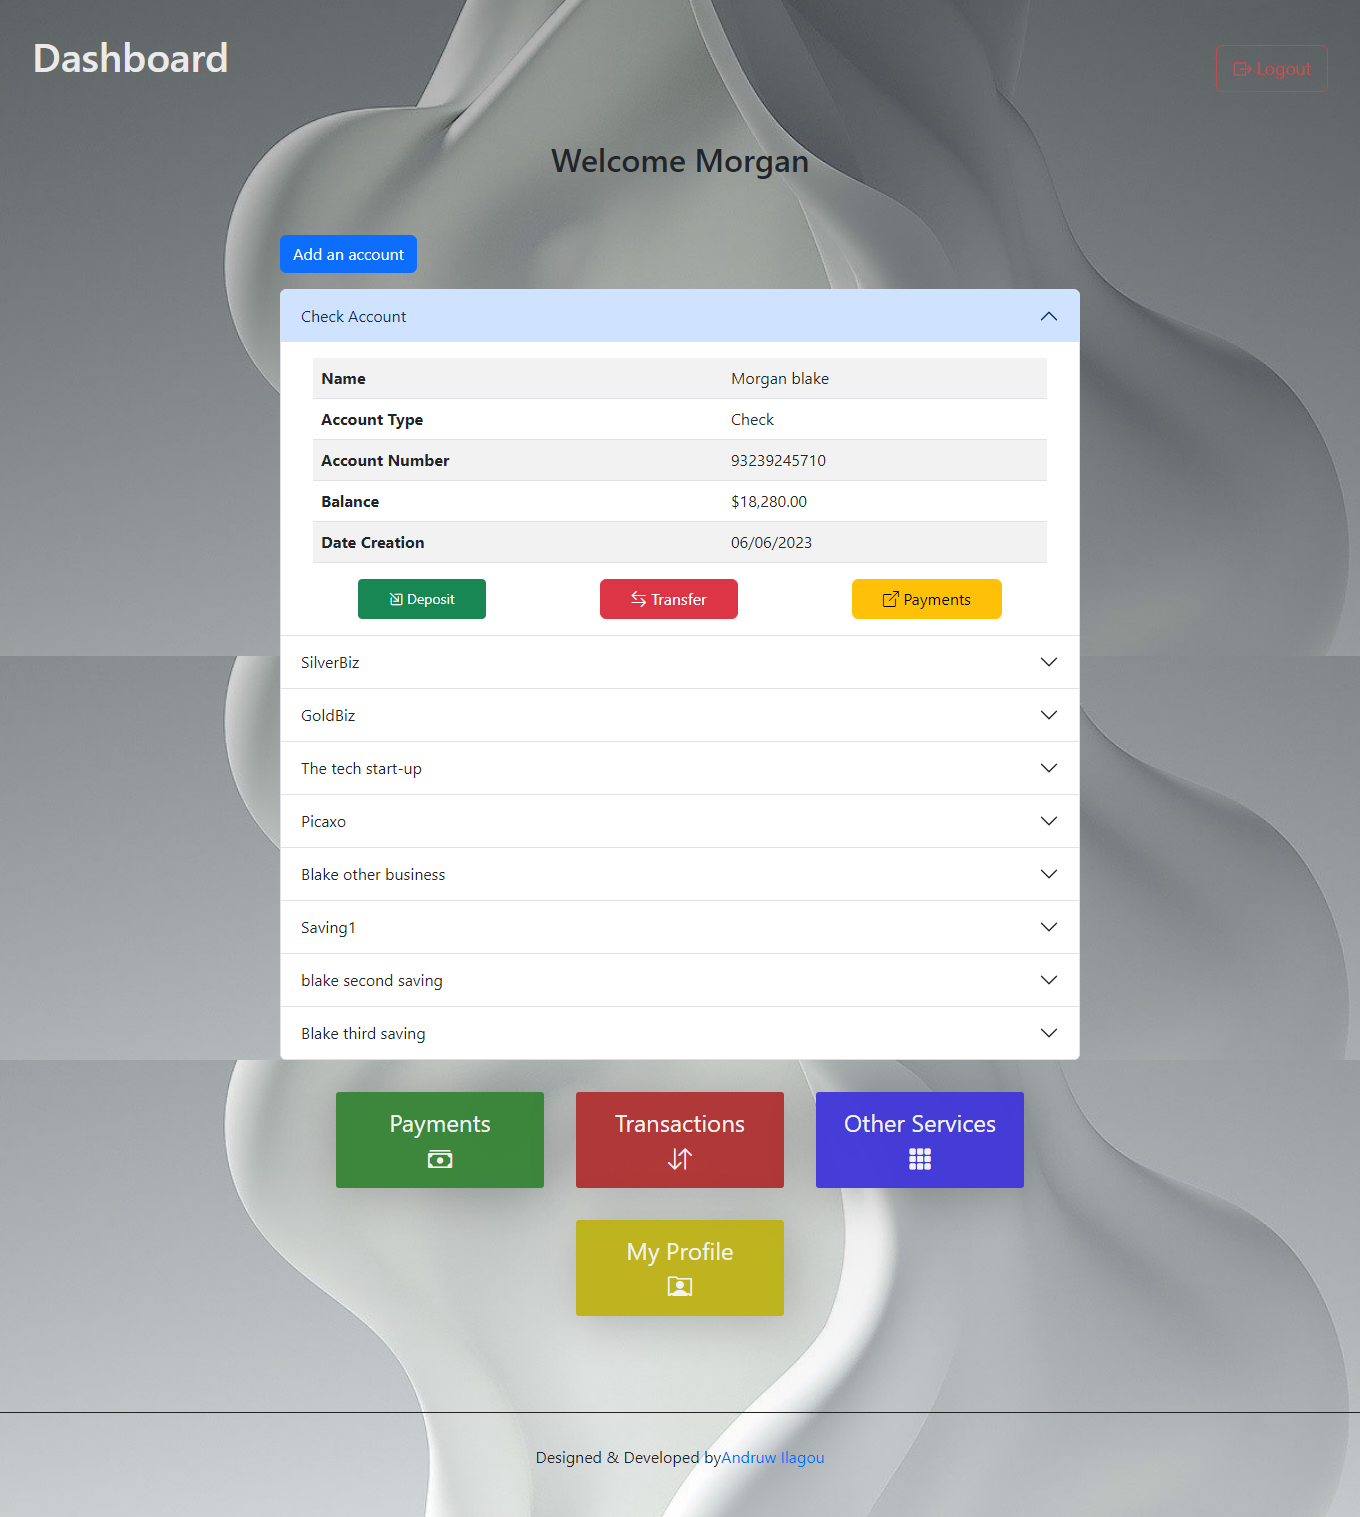 Dashboard
Logout
Welcome Morgan
Add an account
Check Account
Name Morgan blake
Account Type Check
Account Number 93239245710
Balance $18,280.00
Date Creation 06/06/2023
Deposit Transfer Payments
SilverBiz
GoldBiz
The tech start-up
Picaxo
Blake other business
Saving1
blake second saving
Blake third saving
Payments Transactions Other Services
My Profile
Designed & Developed byAndruw Ilagou